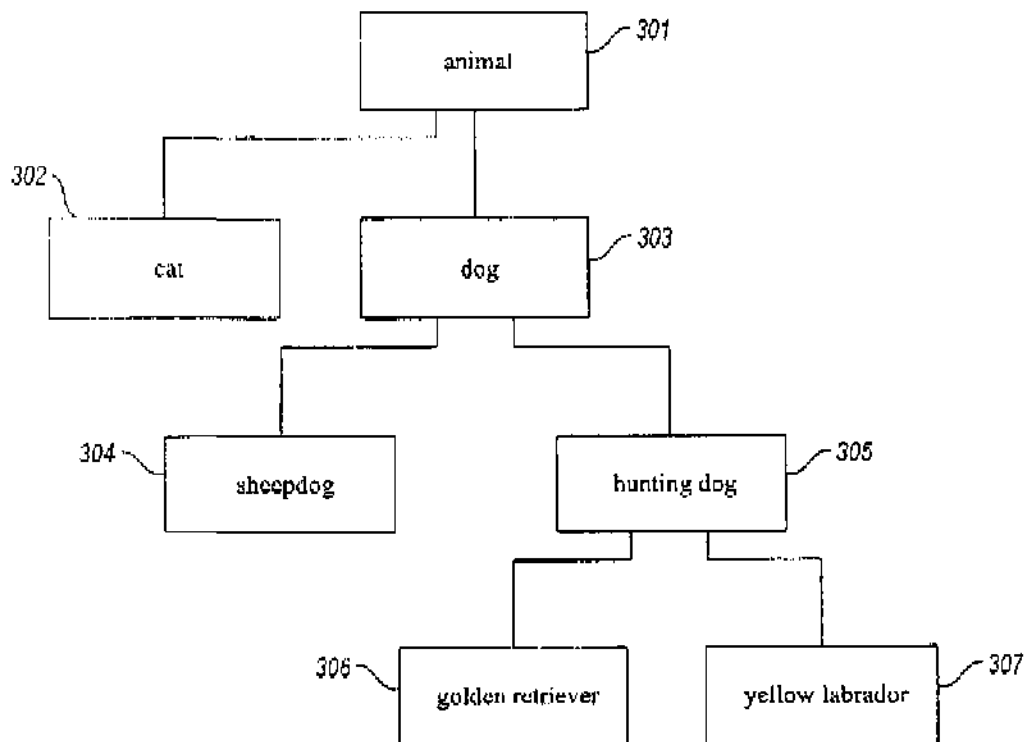 301
animal
302
cat
303
dog
304
sheepdog
305
hunting dog
306
golden retriever
307
yellow labrador